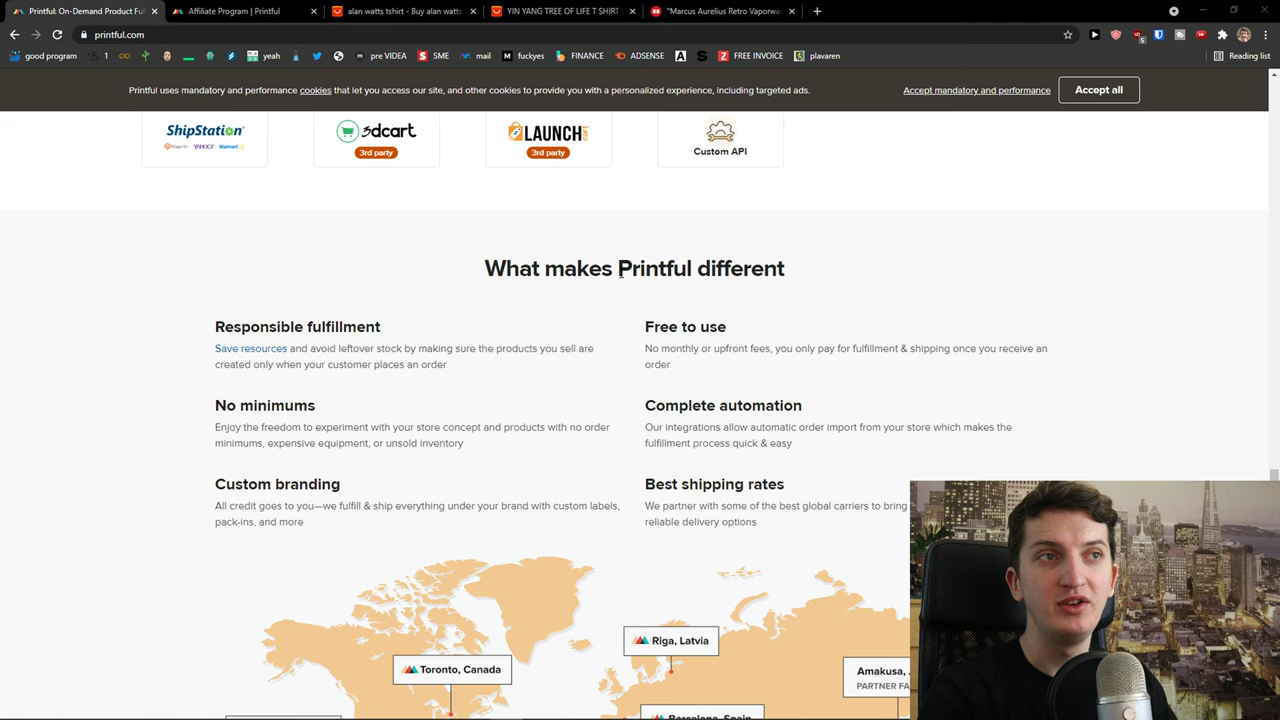 Printful: On-Demand Product Ful
Affiliate Program | Printful
alan watts tshirt - Buy alan watts
YIN YANG TREE OF LIFE T SHIRT
"Marcus Aurelius Retro Vaporwa
printful.com
good program
1
yeah
pre VIDEA
SME
mail
fuckyes
FINANCE
ADSENSE
FREE INVOICE
plavaren
Reading list
Printful uses mandatory and performance cookies that let you access our site, and other cookies to provide you with a personalized experience, including targeted ads.
Accept mandatory and performance
Accept all
ShipStation
Magento YAHOO! Walmart
3dcart
3rd party
LAUNCH cart
3rd party
Custom API
What makes Printful different
Responsible fulfillment
Save resources and avoid leftover stock by making sure the products you sell are
created only when your customer places an order
Free to use
No monthly or upfront fees, you only pay for fulfillment & shipping once you receive an
order
No minimums
Enjoy the freedom to experiment with your store concept and products with no order
minimums, expensive equipment, or unsold inventory
Complete automation
Our integrations allow automatic order import from your store which makes the
fulfillment process quick & easy
Custom branding
All credit goes to you—we fulfill & ship everything under your brand with custom labels,
pack-ins, and more
Best shipping rates
We partner with some of the best global carriers to bring
reliable delivery options
Riga, Latvia
Toronto, Canada
Amakusa,
PARTNER FA
Barcelona, Spain